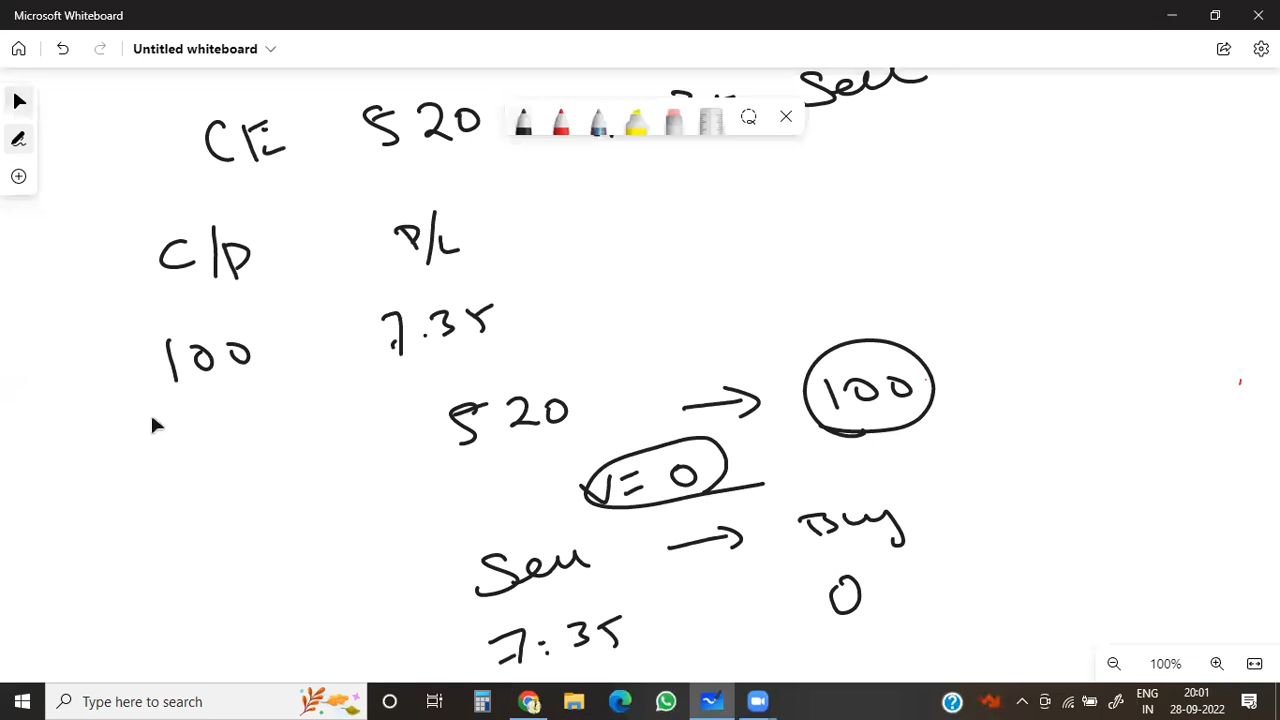 Microsoft Whiteboard
Untitled whiteboard
Sell
CE 520
C/P P/L
100 7.35
520 → 100
V = 0
Sell → Buy
7.35 0
100%
Type here to search
ENG
IN
20:01
28-09-2022